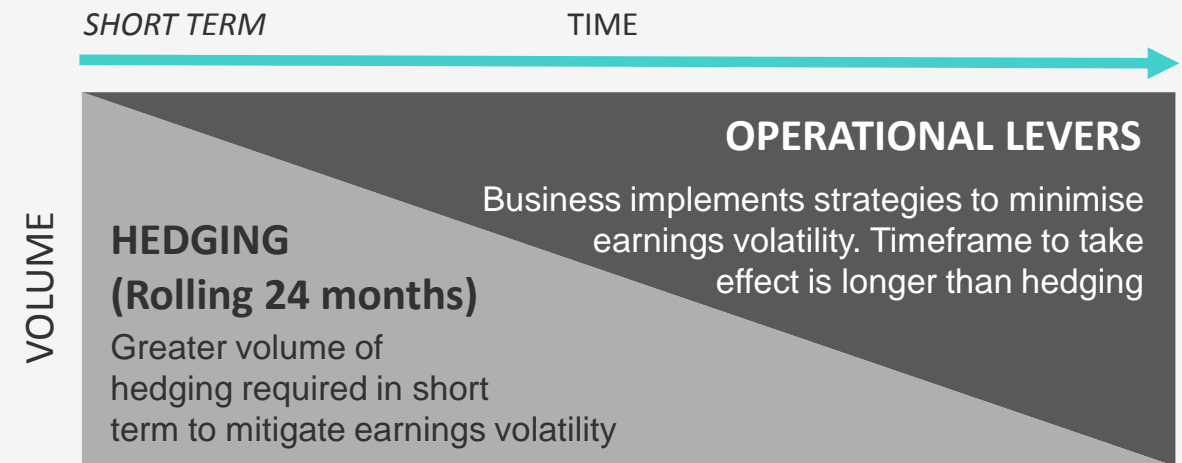 SHORT TERM
TIME
VOLUME
OPERATIONAL LEVERS
Business implements strategies to minimise
earnings volatility. Timeframe to take
effect is longer than hedging
HEDGING
(Rolling 24 months)
Greater volume of
hedging required in short
term to mitigate earnings volatility